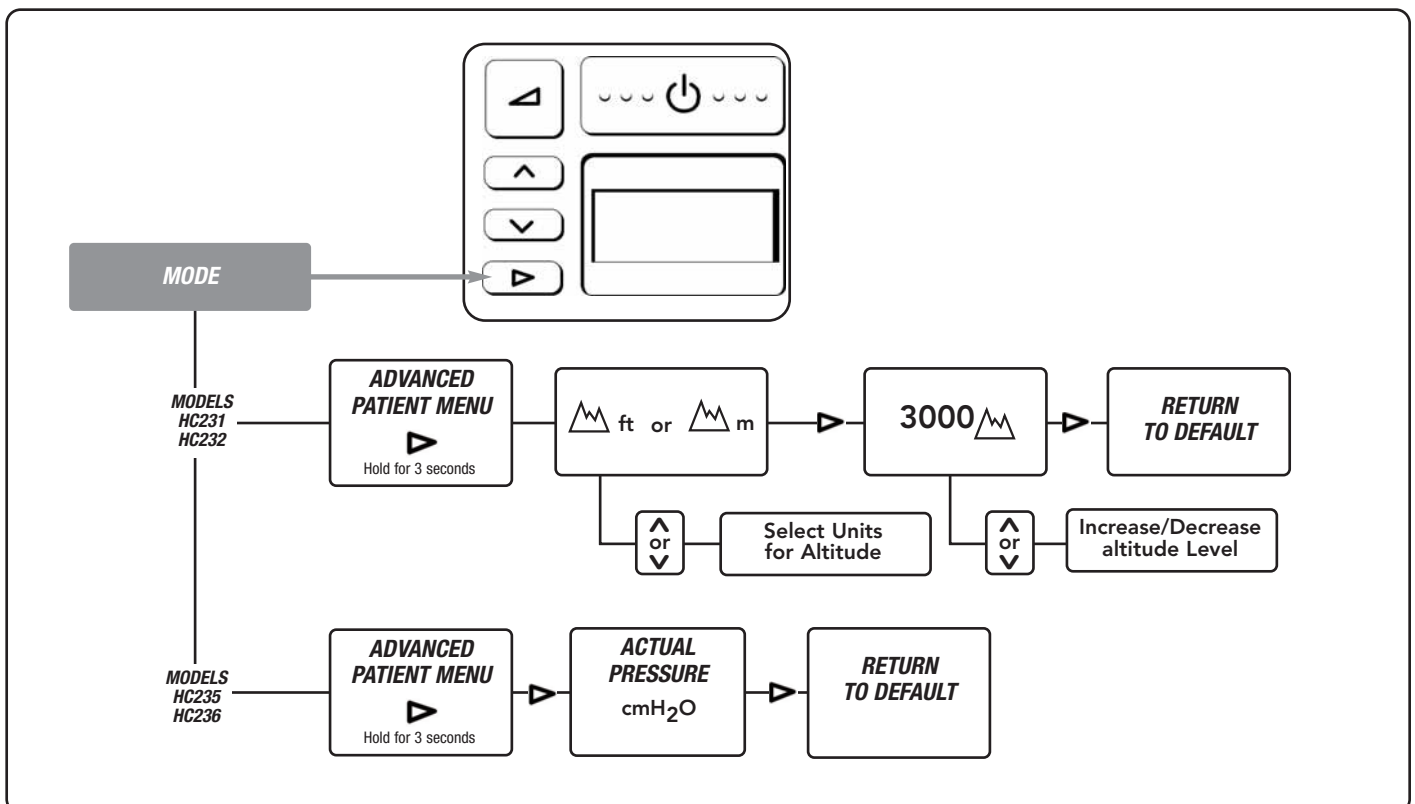 MODE
MODELS
HC231
HC232
ADVANCED
PATIENT MENU
Hold for 3 seconds
ft or m
3000
RETURN
TO DEFAULT
or
Select Units
for Altitude
or
Increase/Decrease
altitude Level
MODELS
HC235
HC236
ADVANCED
PATIENT MENU
Hold for 3 seconds
ACTUAL
PRESSURE
cmH2O
RETURN
TO DEFAULT